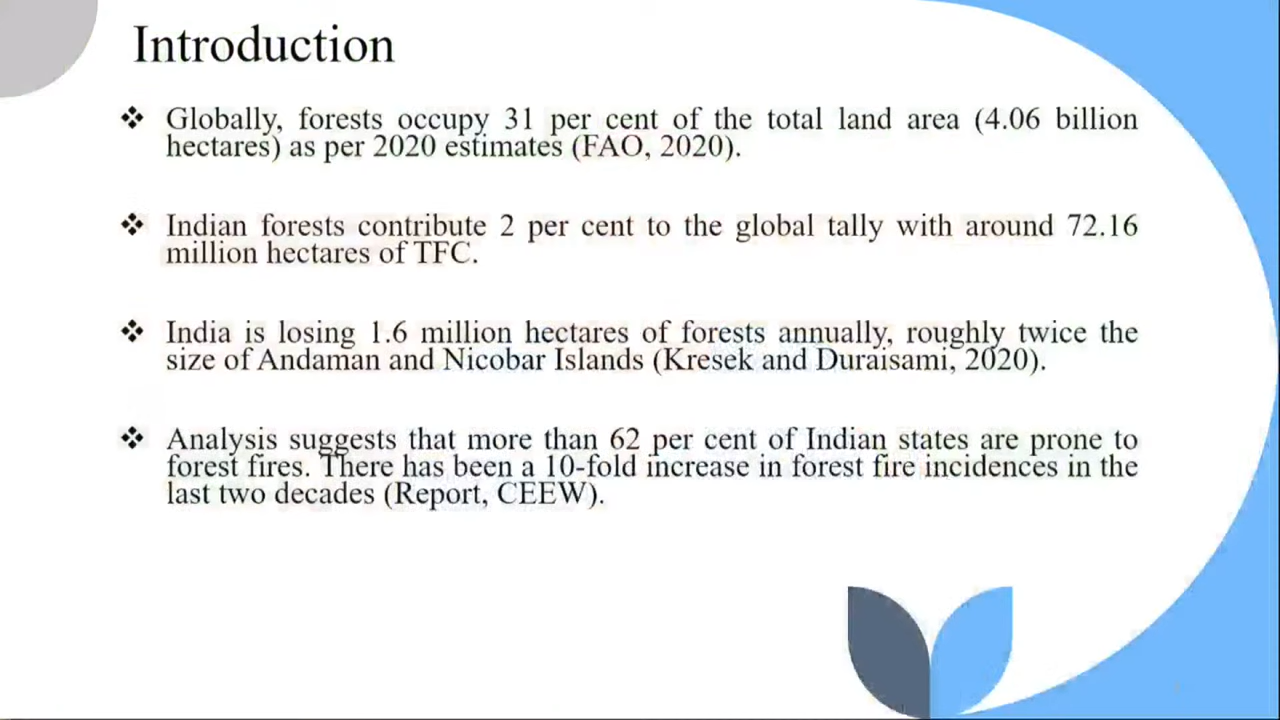 Introduction
❖ Globally, forests occupy 31 per cent of the total land area (4.06 billion
hectares) as per 2020 estimates (FAO, 2020).
❖ Indian forests contribute 2 per cent to the global tally with around 72.16
million hectares of TFC.
❖ India is losing 1.6 million hectares of forests annually, roughly twice the
size of Andaman and Nicobar Islands (Kresek and Duraisami, 2020).
❖ Analysis suggests that more than 62 per cent of Indian states are prone to
forest fires. There has been a 10-fold increase in forest fire incidences in the
last two decades (Report, CEEW).